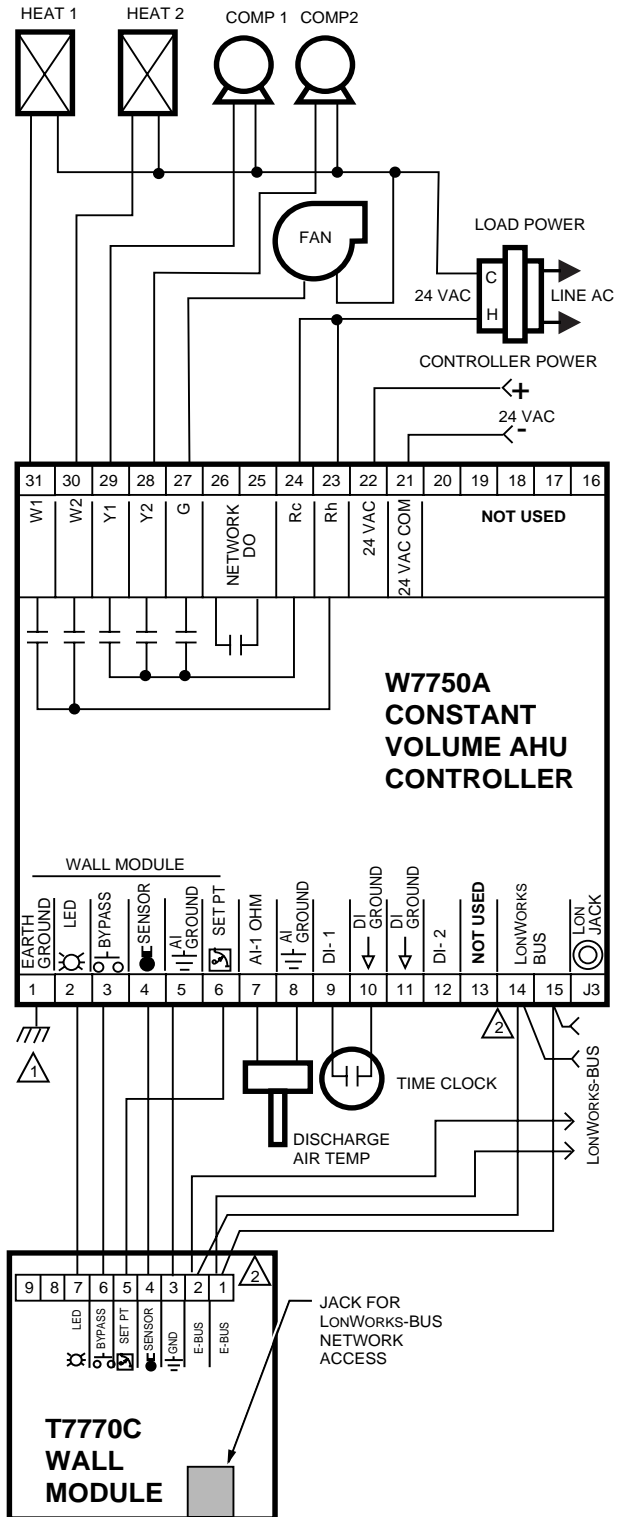 HEAT 1 HEAT 2 COMP 1 COMP2
FAN
LOAD POWER
C
24 VAC LINE AC
H
CONTROLLER POWER
+
24 VAC
-
31 30 29 28 27 26 25 24 23 22 21 20 19 18 17 16
W1
W2
Y1
Y2
G
NETWORK
DO
Rc
Rh
24 VAC
24 VAC COM
NOT USED
W7750A
CONSTANT
VOLUME AHU
CONTROLLER
WALL MODULE
EARTH
GROUND
LED
BYPASS
SENSOR
AI
GROUND
SET PT
AI-1 OHM
AI
GROUND
DI- 1
DI
GROUND
DI
GROUND
DI- 2
NOT USED
LONWORKS
BUS
LON
JACK
1 2 3 4 5 6 7 8 9 10 11 12 13 14 15 J3
1
2
TIME CLOCK
DISCHARGE
AIR TEMP
LONWORKS-BUS
9 8 7 6 5 4 3 2 1
2
LED
BYPASS
SET PT
SENSOR
GND
E-BUS
E-BUS
JACK FOR
LONWORKS-BUS
NETWORK
ACCESS
T7770C
WALL
MODULE